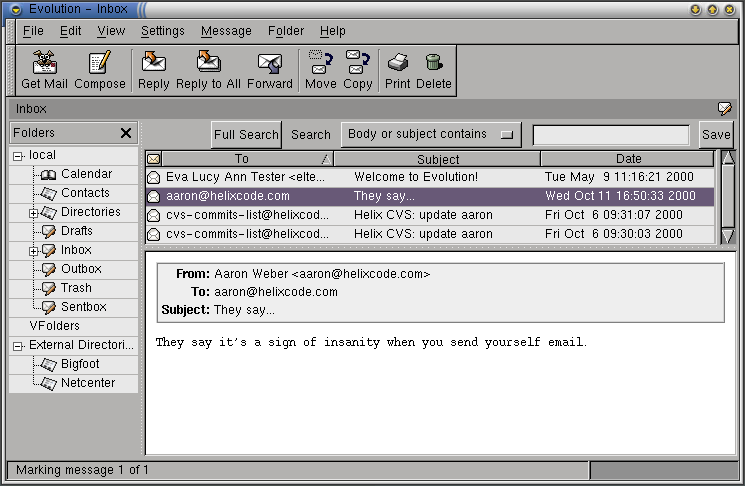 Evolution - Inbox
File Edit View Settings Message Folder Help
Get Mail Compose Reply Reply to All Forward Move Copy Print Delete
Inbox
Folders
Full Search Search Body or subject contains Save
To Subject Date
Eva Lucy Ann Tester <elte... Welcome to Evolution! Tue May 9 11:16:21 2000
aaron@helixcode.com They say... Wed Oct 11 16:50:33 2000
cvs-commits-list@helixcod... Helix CVS: update aaron Fri Oct 6 09:31:07 2000
cvs-commits-list@helixcod... Helix CVS: update aaron Fri Oct 6 09:30:03 2000
local
Calendar
Contacts
Directories
Drafts
Inbox
Outbox
Trash
Sentbox
VFolders
External Directori...
Bigfoot
Netcenter
From: Aaron Weber <aaron@helixcode.com>
To: aaron@helixcode.com
Subject: They say...
They say it's a sign of insanity when you send yourself email.
Marking message 1 of 1